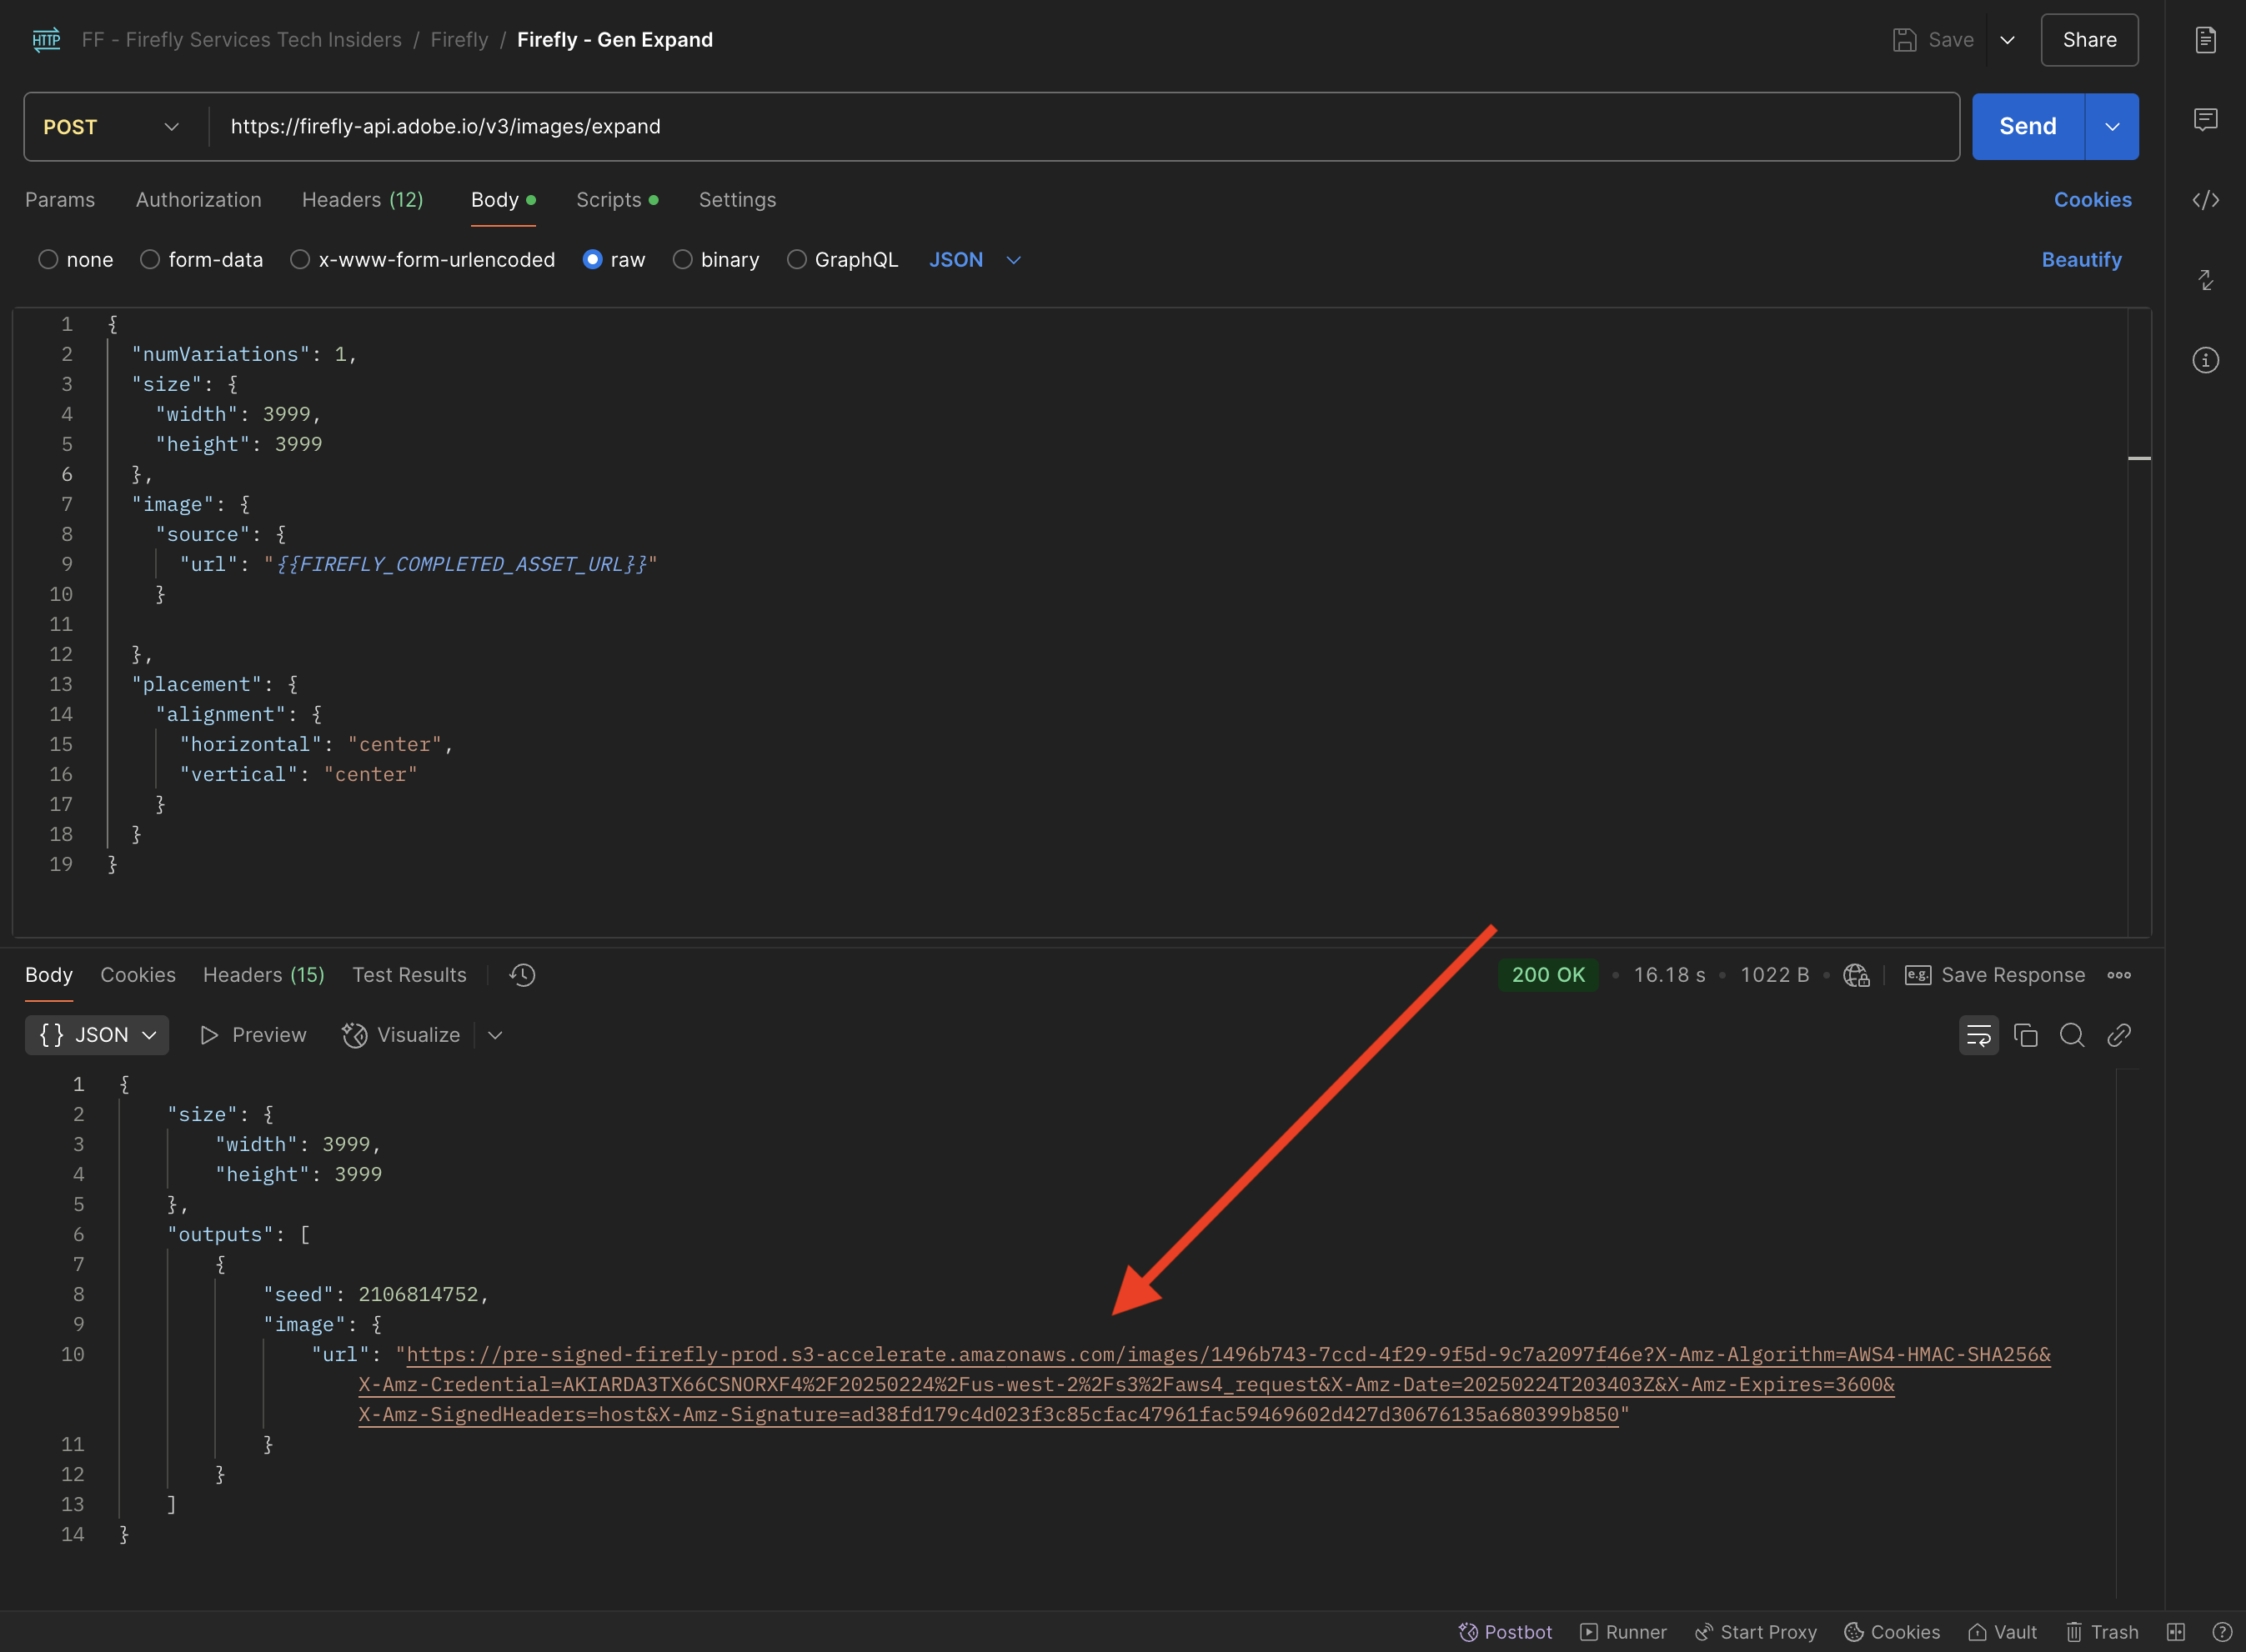 HTTP FF - Firefly Services Tech Insiders / Firefly / Firefly - Gen Expand Save Share
POST https://firefly-api.adobe.io/v3/images/expand Send
Params Authorization Headers (12) Body Scripts Settings Cookies
none form-data x-www-form-urlencoded raw binary GraphQL JSON Beautify
1 {
2 "numVariations": 1,
3 "size": {
4 "width": 3999,
5 "height": 3999
6 },
7 "image": {
8 "source": {
9 "url": "{{FIREFLY_COMPLETED_ASSET_URL}}"
10 }
11
12 },
13 "placement": {
14 "alignment": {
15 "horizontal": "center",
16 "vertical": "center"
17 }
18 }
19 }
Body Cookies Headers (15) Test Results 200 OK • 16.18 s • 1022 B • e.g. Save Response
{} JSON Preview Visualize
1 {
2 "size": {
3 "width": 3999,
4 "height": 3999
5 },
6 "outputs": [
7 {
8 "seed": 2106814752,
9 "image": {
10 "url": "https://pre-signed-firefly-prod.s3-accelerate.amazonaws.com/images/1496b743-7ccd-4f29-9f5d-9c7a2097f46e?X-Amz-Algorithm=AWS4-HMAC-SHA256&
X-Amz-Credential=AKIARDA3TX66CSNORXF4%2F20250224%2Fus-west-2%2Fs3%2Faws4_request&X-Amz-Date=20250224T203403Z&X-Amz-Expires=3600&
X-Amz-SignedHeaders=host&X-Amz-Signature=ad38fd179c4d023f3c85cfac47961fac59469602d427d30676135a680399b850"
11 }
12 }
13 ]
14 }
Postbot Runner Start Proxy Cookies Vault Trash